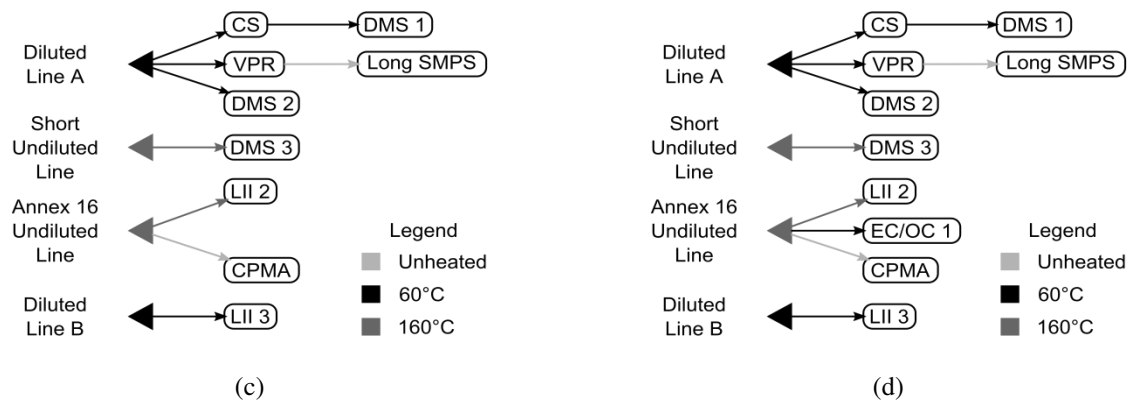 CS
DMS 1
Diluted
Line A
VPR
Long SMPS
DMS 2
Short
Undiluted
Line
DMS 3
LII 2
Annex 16
Undiluted
Line
CPMA
Legend
Unheated
60°C
160°C
Diluted
Line B
LII 3
(c)
CS
DMS 1
Diluted
Line A
VPR
Long SMPS
DMS 2
Short
Undiluted
Line
DMS 3
LII 2
Annex 16
Undiluted
Line
EC/OC 1
CPMA
Legend
Unheated
60°C
160°C
Diluted
Line B
LII 3
(d)